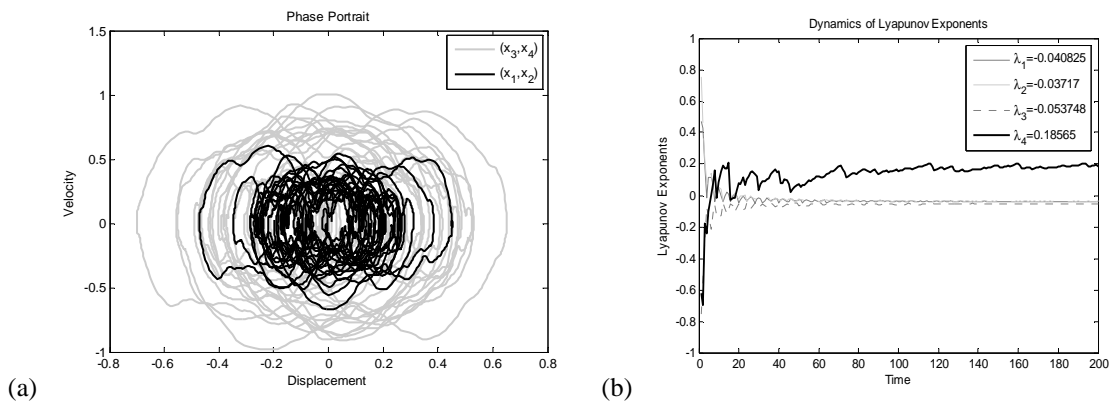 Phase Portrait
1.5
1
0.5
0
-0.5
-1
-0.8
-0.6
-0.4
-0.2
0
0.2
0.4
0.6
0.8
Velocity
Displacement
(x3,x4)
(x1,x2)
(a)
Dynamics of Lyapunov Exponents
1
0.8
0.6
0.4
0.2
0
-0.2
-0.4
-0.6
-0.8
-1
0
20
40
60
80
100
120
140
160
180
200
Lyapunov Exponents
Time
λ1=-0.040825
λ2=-0.03717
λ3=-0.053748
λ4=0.18565
(b)